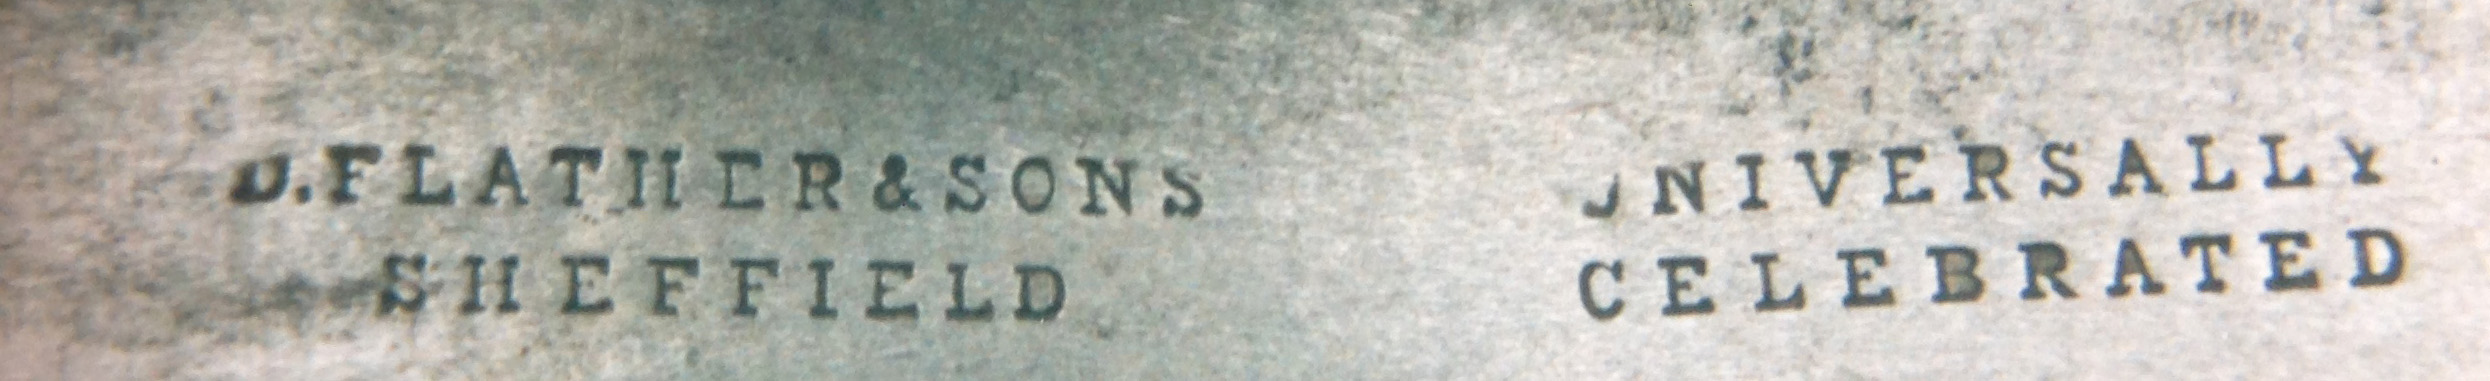 D.FLATHER&SONS
SHEFFIELD
UNIVERSALLY
CELEBRATED